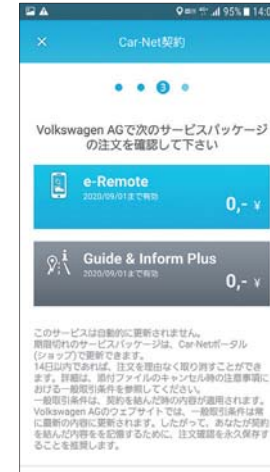 95% 14:0
Car-Net契約
3
Volkswagen AGで次のサービスパッケージ
の注文を確認して下さい
e-Remote
2020/09/01まで有効
0,- ¥
Guide & Inform Plus
2020/09/01まで有効
0,- ¥
このサービスは自動的に更新されません。
期限切れのサービスパッケージは、Car-Netポータル
(ショップ)で更新できます。
14日以内であれば、注文を理由なく取り消すことができ
ます。詳細は、添付ファイルのキャンセル時の注意事項に
おける一般取引条件を参照してください。
一般取引条件は、契約を結んだ時の内容が適用されます。
Volkswagen AGのウェブサイトでは、一般取引条件は常
に最新の内容に更新されます。したがって、あなたが契約
を結んだ内容をを記憶するために、注文確認を永久保存す
ることを推奨します。